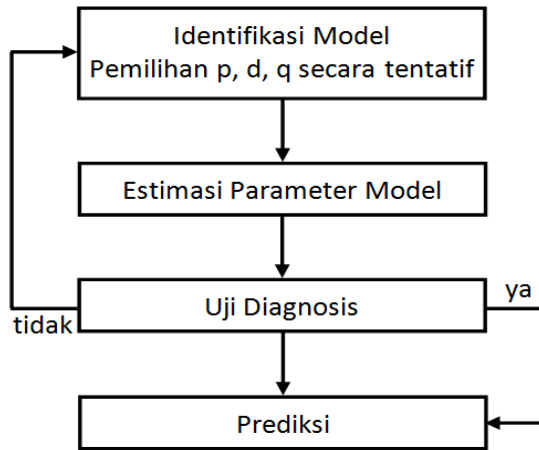 Identifikasi Model
Pemilihan p, d, q secara tentatif
Estimasi Parameter Model
Uji Diagnosis
ya
tidak
Prediksi